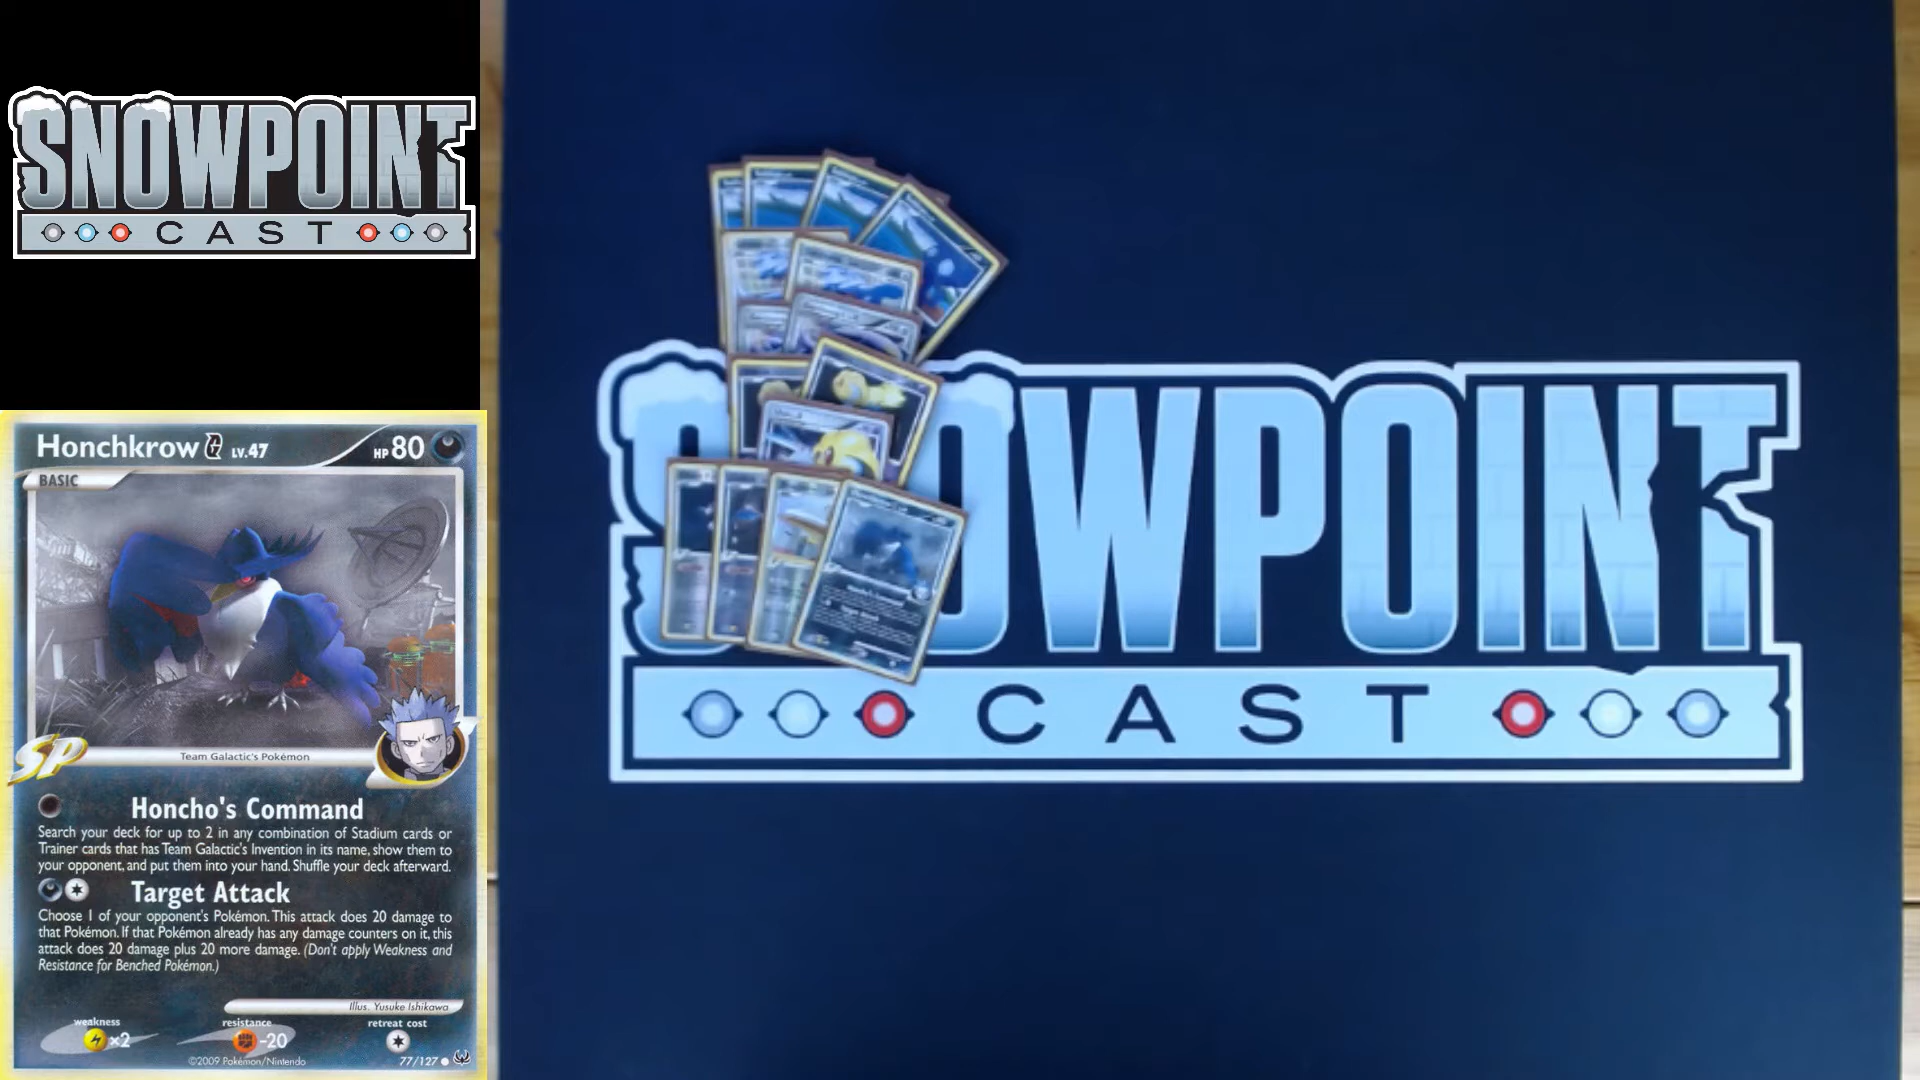 SNOWPOINT
CAST
Honchkrow G LV.47 HP 80
BASIC
SP
Team Galactic's Pokémon
Honcho's Command
Search your deck for up to 2 in any combination of Stadium cards or
Trainer cards that has Team Galactic's Invention in its name, show them to
your opponent, and put them into your hand. Shuffle your deck afterward.
Target Attack
Choose 1 of your opponent's Pokémon. This attack does 20 damage to
that Pokémon. If that Pokémon already has any damage counters on it, this
attack does 20 damage plus 20 more damage. (Don't apply Weakness and
Resistance for Benched Pokémon.)
Illus. Yusuke Ishikawa
weakness resistance retreat cost
×2 -20
©2009 Pokémon/Nintendo 77/127
SNOWPOINT
CAST
Honcho's Command
Target Attack